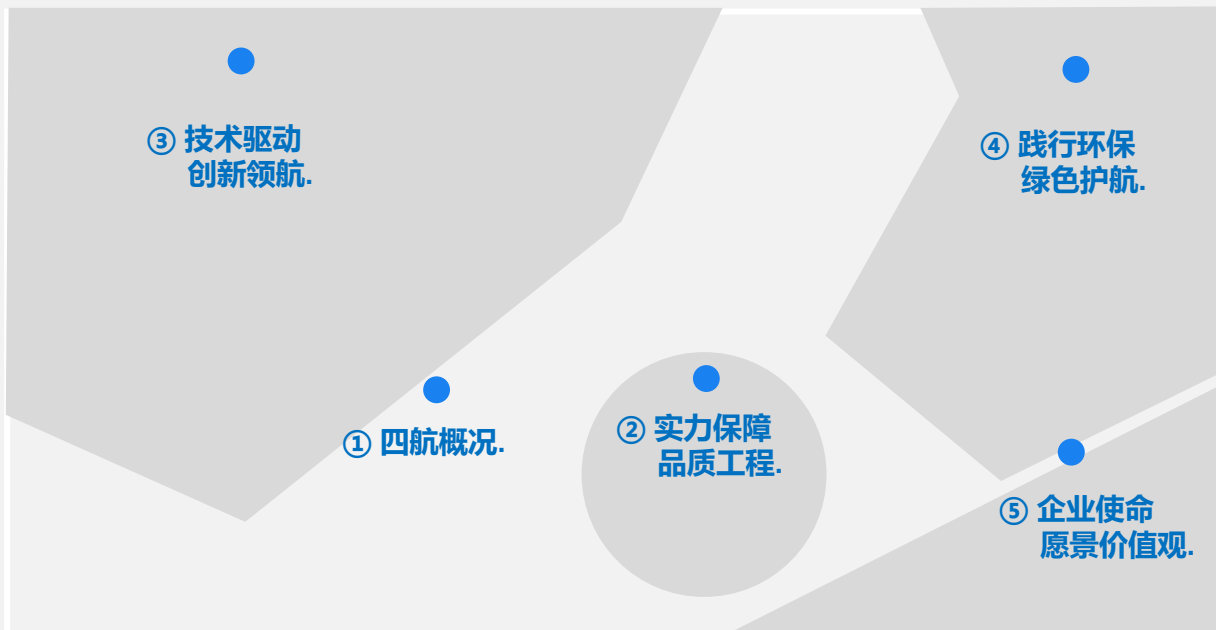 ③ 技术驱动
创新领航.
④ 践行环保
绿色护航.
① 四航概况.
② 实力保障
品质工程.
⑤ 企业使命
愿景价值观.